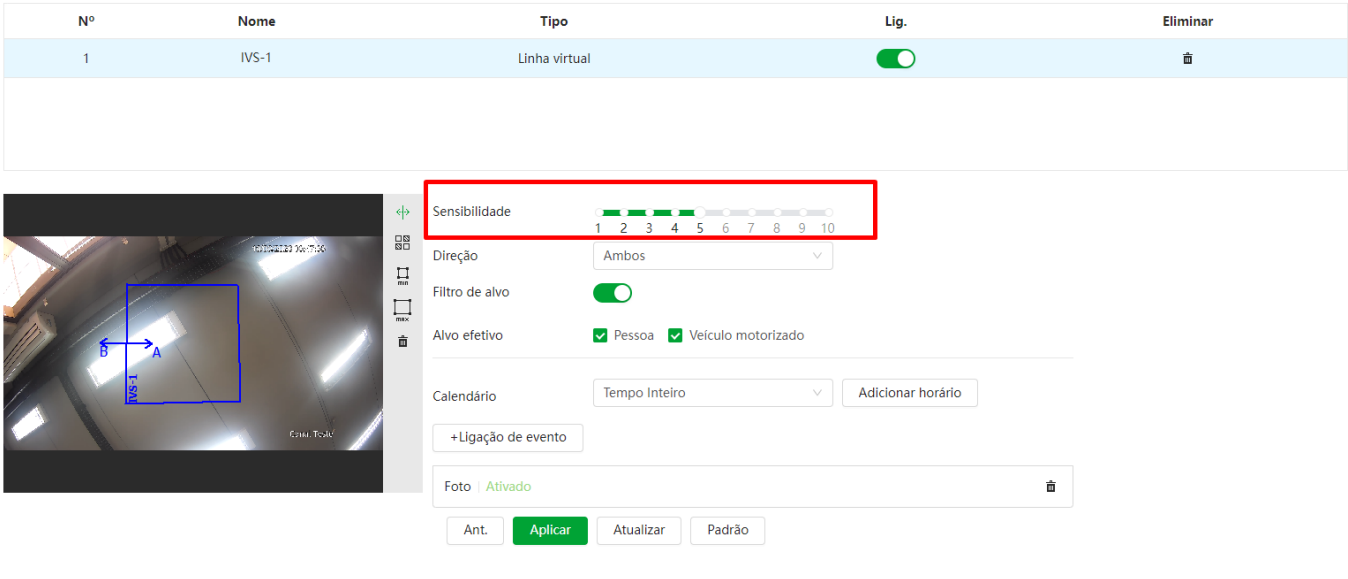 Nº Nome Tipo Lig. Eliminar
1 IVS-1 Linha virtual
Sensibilidade
1 2 3 4 5 6 7 8 9 10
Direção Ambos
min
Filtro de alvo
max
Alvo efetivo Pessoa Veículo motorizado
B A
IVS-1
Calendário Tempo Inteiro Adicionar horário
+Ligação de evento
Foto Ativado
Ant. Aplicar Atualizar Padrão